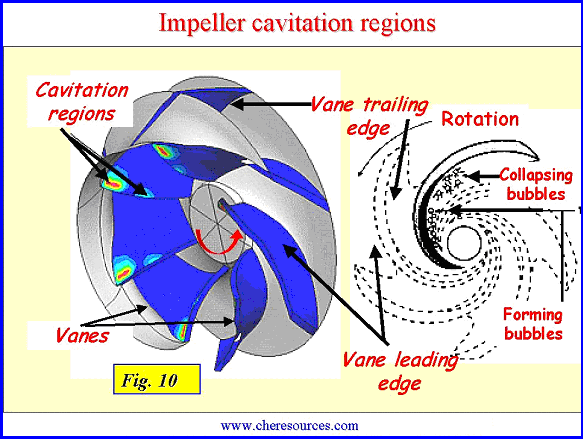 Impeller cavitation regions
Cavitation
regions
Vane trailing
edge
Rotation
Collapsing
bubbles
Forming
bubbles
Vanes
Vane leading
edge
Fig. 10
www.cheresources.com